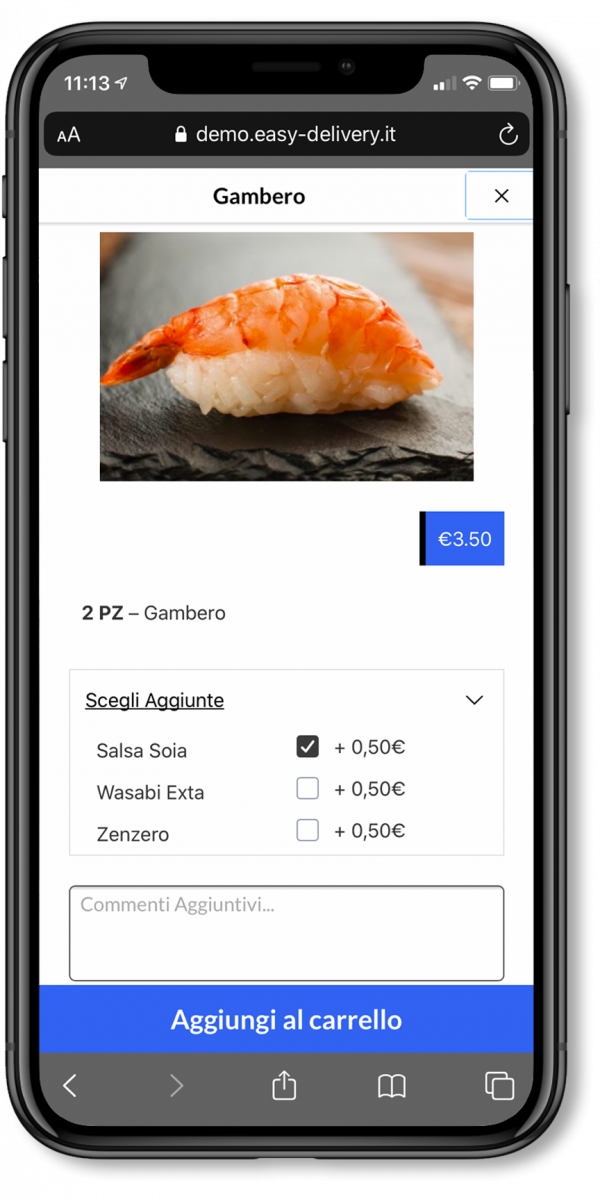 11:13
AA demo.easy-delivery.it
Gambero
€3.50
2 PZ – Gambero
Scegli Aggiunte
Salsa Soia + 0,50€
Wasabi Exta + 0,50€
Zenzero + 0,50€
Commenti Aggiuntivi...
Aggiungi al carrello